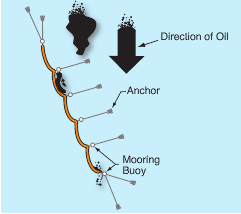 Direction of Oil
Anchor
Mooring
Buoy